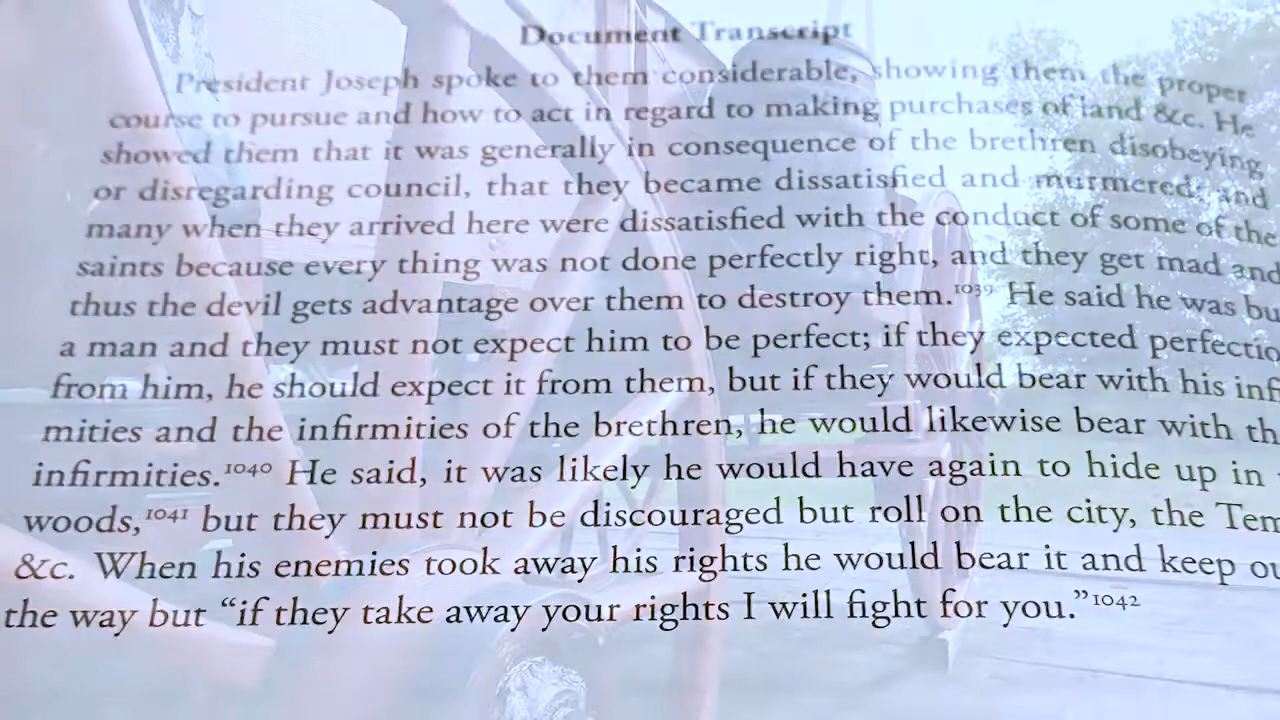 Document Transcript
President Joseph spoke to them considerable, showing them the proper
course to pursue and how to act in regard to making purchases of land &c. He
showed them that it was generally in consequence of the brethren disobeying
or disregarding council, that they became dissatisfied and murmered; and
many when they arrived here were dissatisfied with the conduct of some of the
saints because every thing was not done perfectly right, and they get mad and
thus the devil gets advantage over them to destroy them.1039 He said he was bu
a man and they must not expect him to be perfect; if they expected perfectio
from him, he should expect it from them, but if they would bear with his inf
mities and the infirmities of the brethren, he would likewise bear with th
infirmities.1040 He said, it was likely he would have again to hide up in
woods,1041 but they must not be discouraged but roll on the city, the Tem
&c. When his enemies took away his rights he would bear it and keep ou
the way but “if they take away your rights I will fight for you.”1042